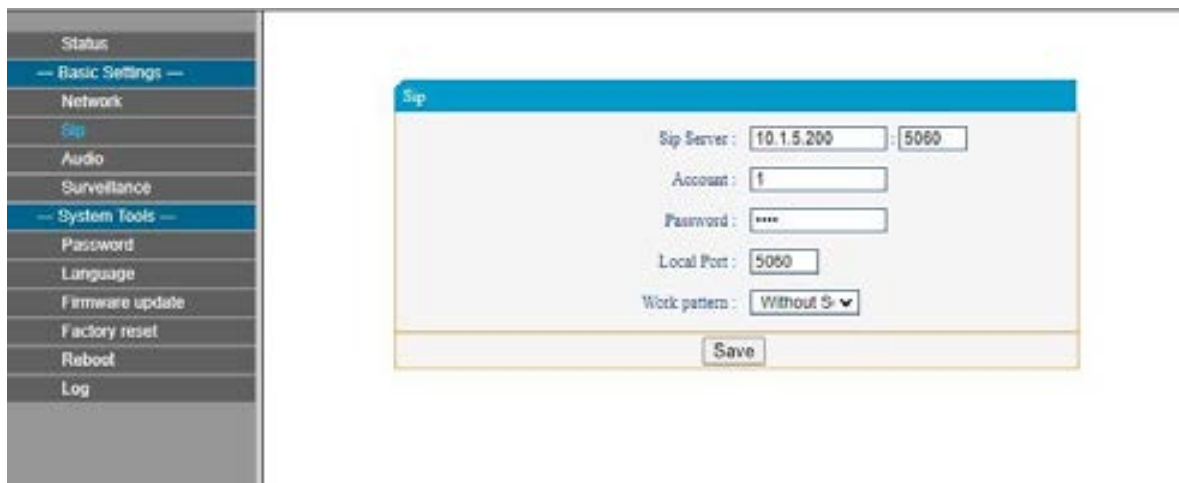 Status
— Basic Settings —
Network
Sip
Audio
Surveillance
— System Tools —
Password
Language
Firmware update
Factory reset
Reboot
Log
Sip
Sip Server : 10.1.5.200 : 5060
Account : 1
Password : ••••
Local Port : 5060
Work pattern : Without S
Save